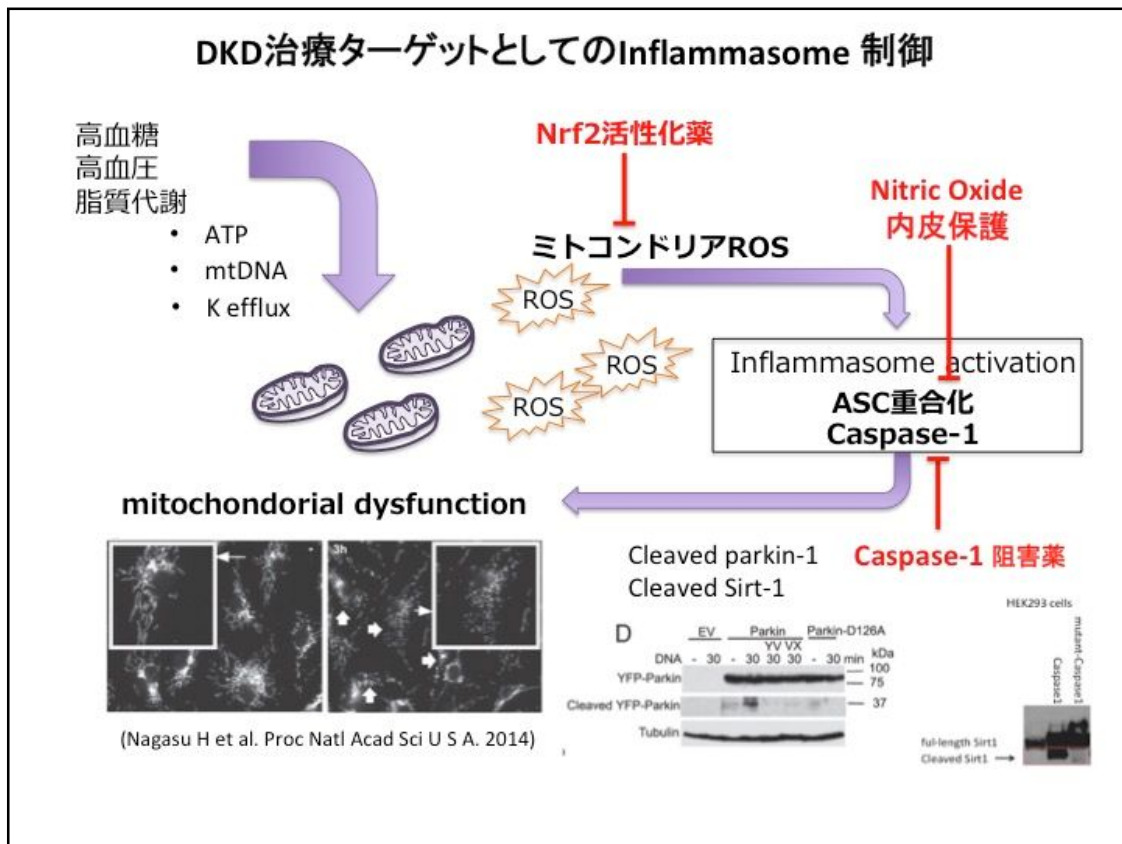 DKD治療ターゲットとしてのInflammasome 制御
高血糖
高血圧
脂質代謝
• ATP
• mtDNA
• K efflux
Nrf2活性化薬
ミトコンドリアROS
ROS
ROS
ROS
Nitric Oxide
内皮保護
Inflammasome activation
ASC重合化
Caspase-1
mitochondorial dysfunction
3h
(Nagasu H et al. Proc Natl Acad Sci U S A. 2014)
Cleaved parkin-1
Cleaved Sirt-1
Caspase-1 阻害薬
D
EV Parkin Parkin-D126A
YV VX kDa
DNA - 30 - 30 30 30 - 30 min
100
YFP-Parkin
75
Cleaved YFP-Parkin
37
Tubulin
HEK293 cells
Caspase1
mutant-Caspase1
ful-length Sirt1
Cleaved Sirt1